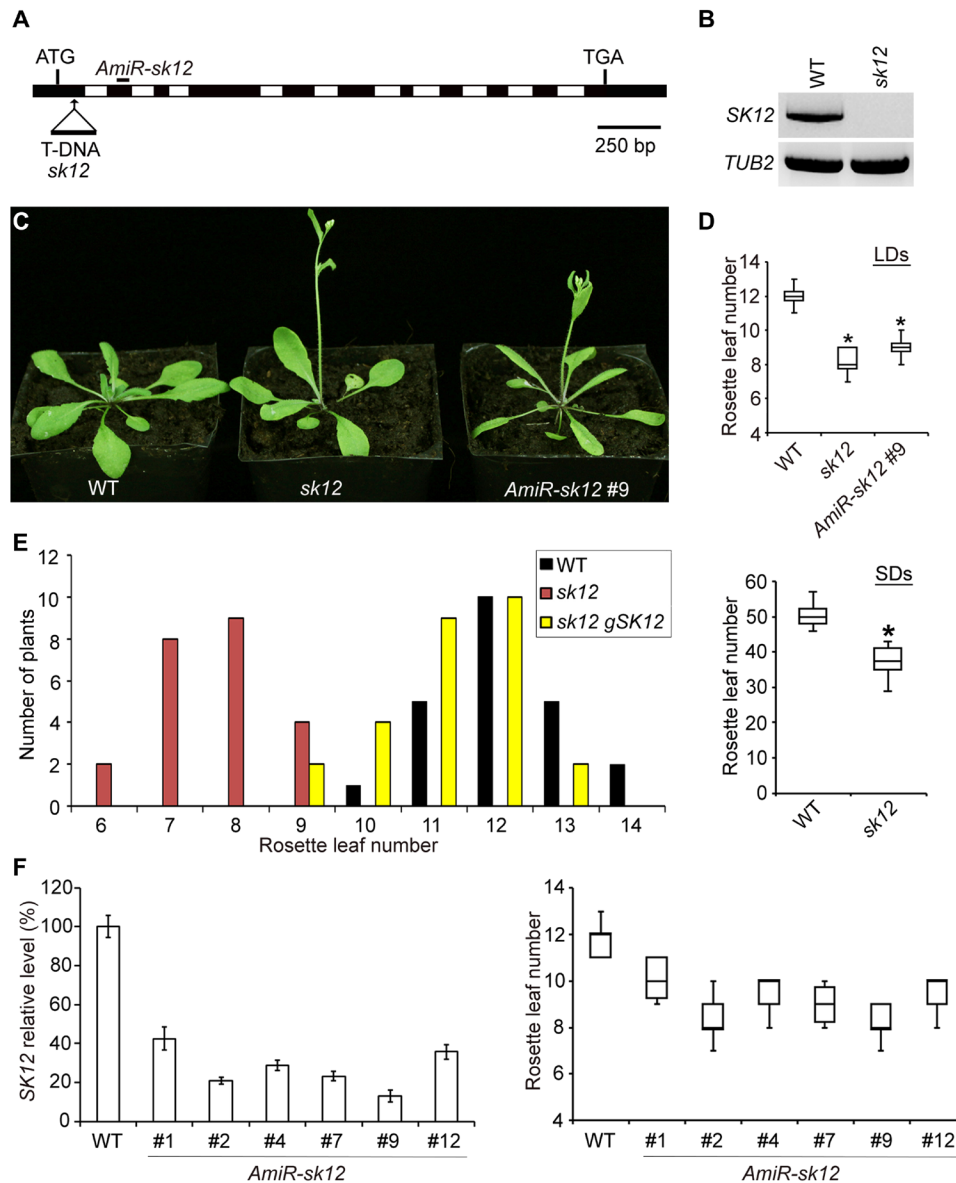 A
ATG
AmiR-sk12
TGA
T-DNA
sk12
250 bp
B
WT
sk12
SK12
TUB2
C
WT
sk12
AmiR-sk12 #9
D
LDs
Rosette leaf number
14
12
10
8
6
4
*
*
WT
sk12
AmiR-sk12 #9
SDs
Rosette leaf number
60
50
40
30
20
10
00
*
WT
sk12
E
Number of plants
12
10
8
6
4
2
0
WT
sk12
sk12 gSK12
6 7 8 9 10 11 12 13 14
Rosette leaf number
F
SK12 relative level (%)
120
100
80
60
40
20
0
WT #1 #2 #4 #7 #9 #12
AmiR-sk12
Rosette leaf number
14
12
10
8
6
4
WT #1 #2 #4 #7 #9 #12
AmiR-sk12